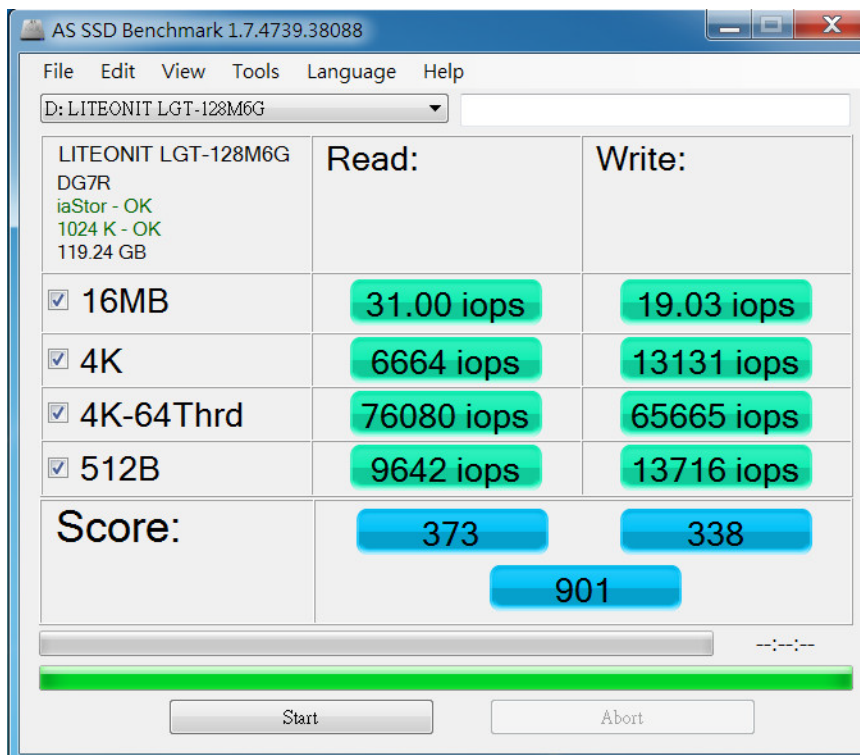 AS SSD Benchmark 1.7.4739.38088
File Edit View Tools Language Help
D: LITEONIT LGT-128M6G
LITEONIT LGT-128M6G
DG7R
iaStor - OK
1024 K - OK
119.24 GB
Read: Write:
16MB 31.00 iops 19.03 iops
4K 6664 iops 13131 iops
4K-64Thrd 76080 iops 65665 iops
512B 9642 iops 13716 iops
Score: 373 338
901
--:--:--
Start Abort